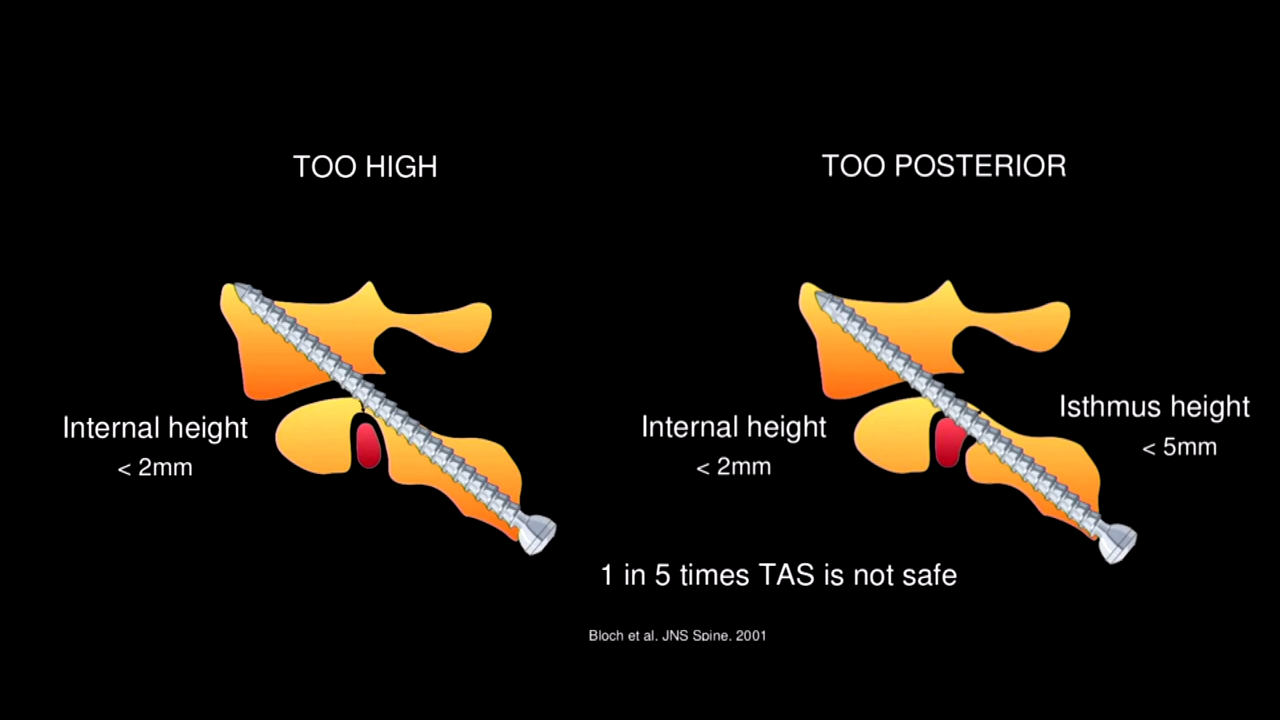 TOO HIGH
TOO POSTERIOR
Internal height
< 2mm
Internal height
< 2mm
Isthmus height
< 5mm
1 in 5 times TAS is not safe
Bloch et al. JNS Spine. 2001